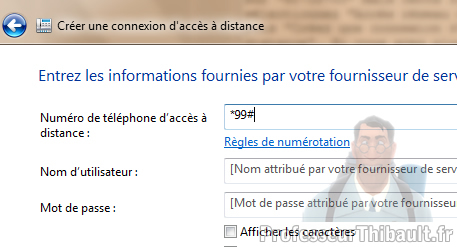 Créer une connexion d'accès à distance
Entrez les informations fournies par votre fournisseur de serv
Numéro de téléphone d'accès à
distance :
*99#
Règles de numérotation
Nom d'utilisateur :
[Nom attribué par votre fournisseur de serv
Mot de passe :
[Mot de passe attribué par votre fournisseur
Afficher les caractères
ProfesseurThibault.fr